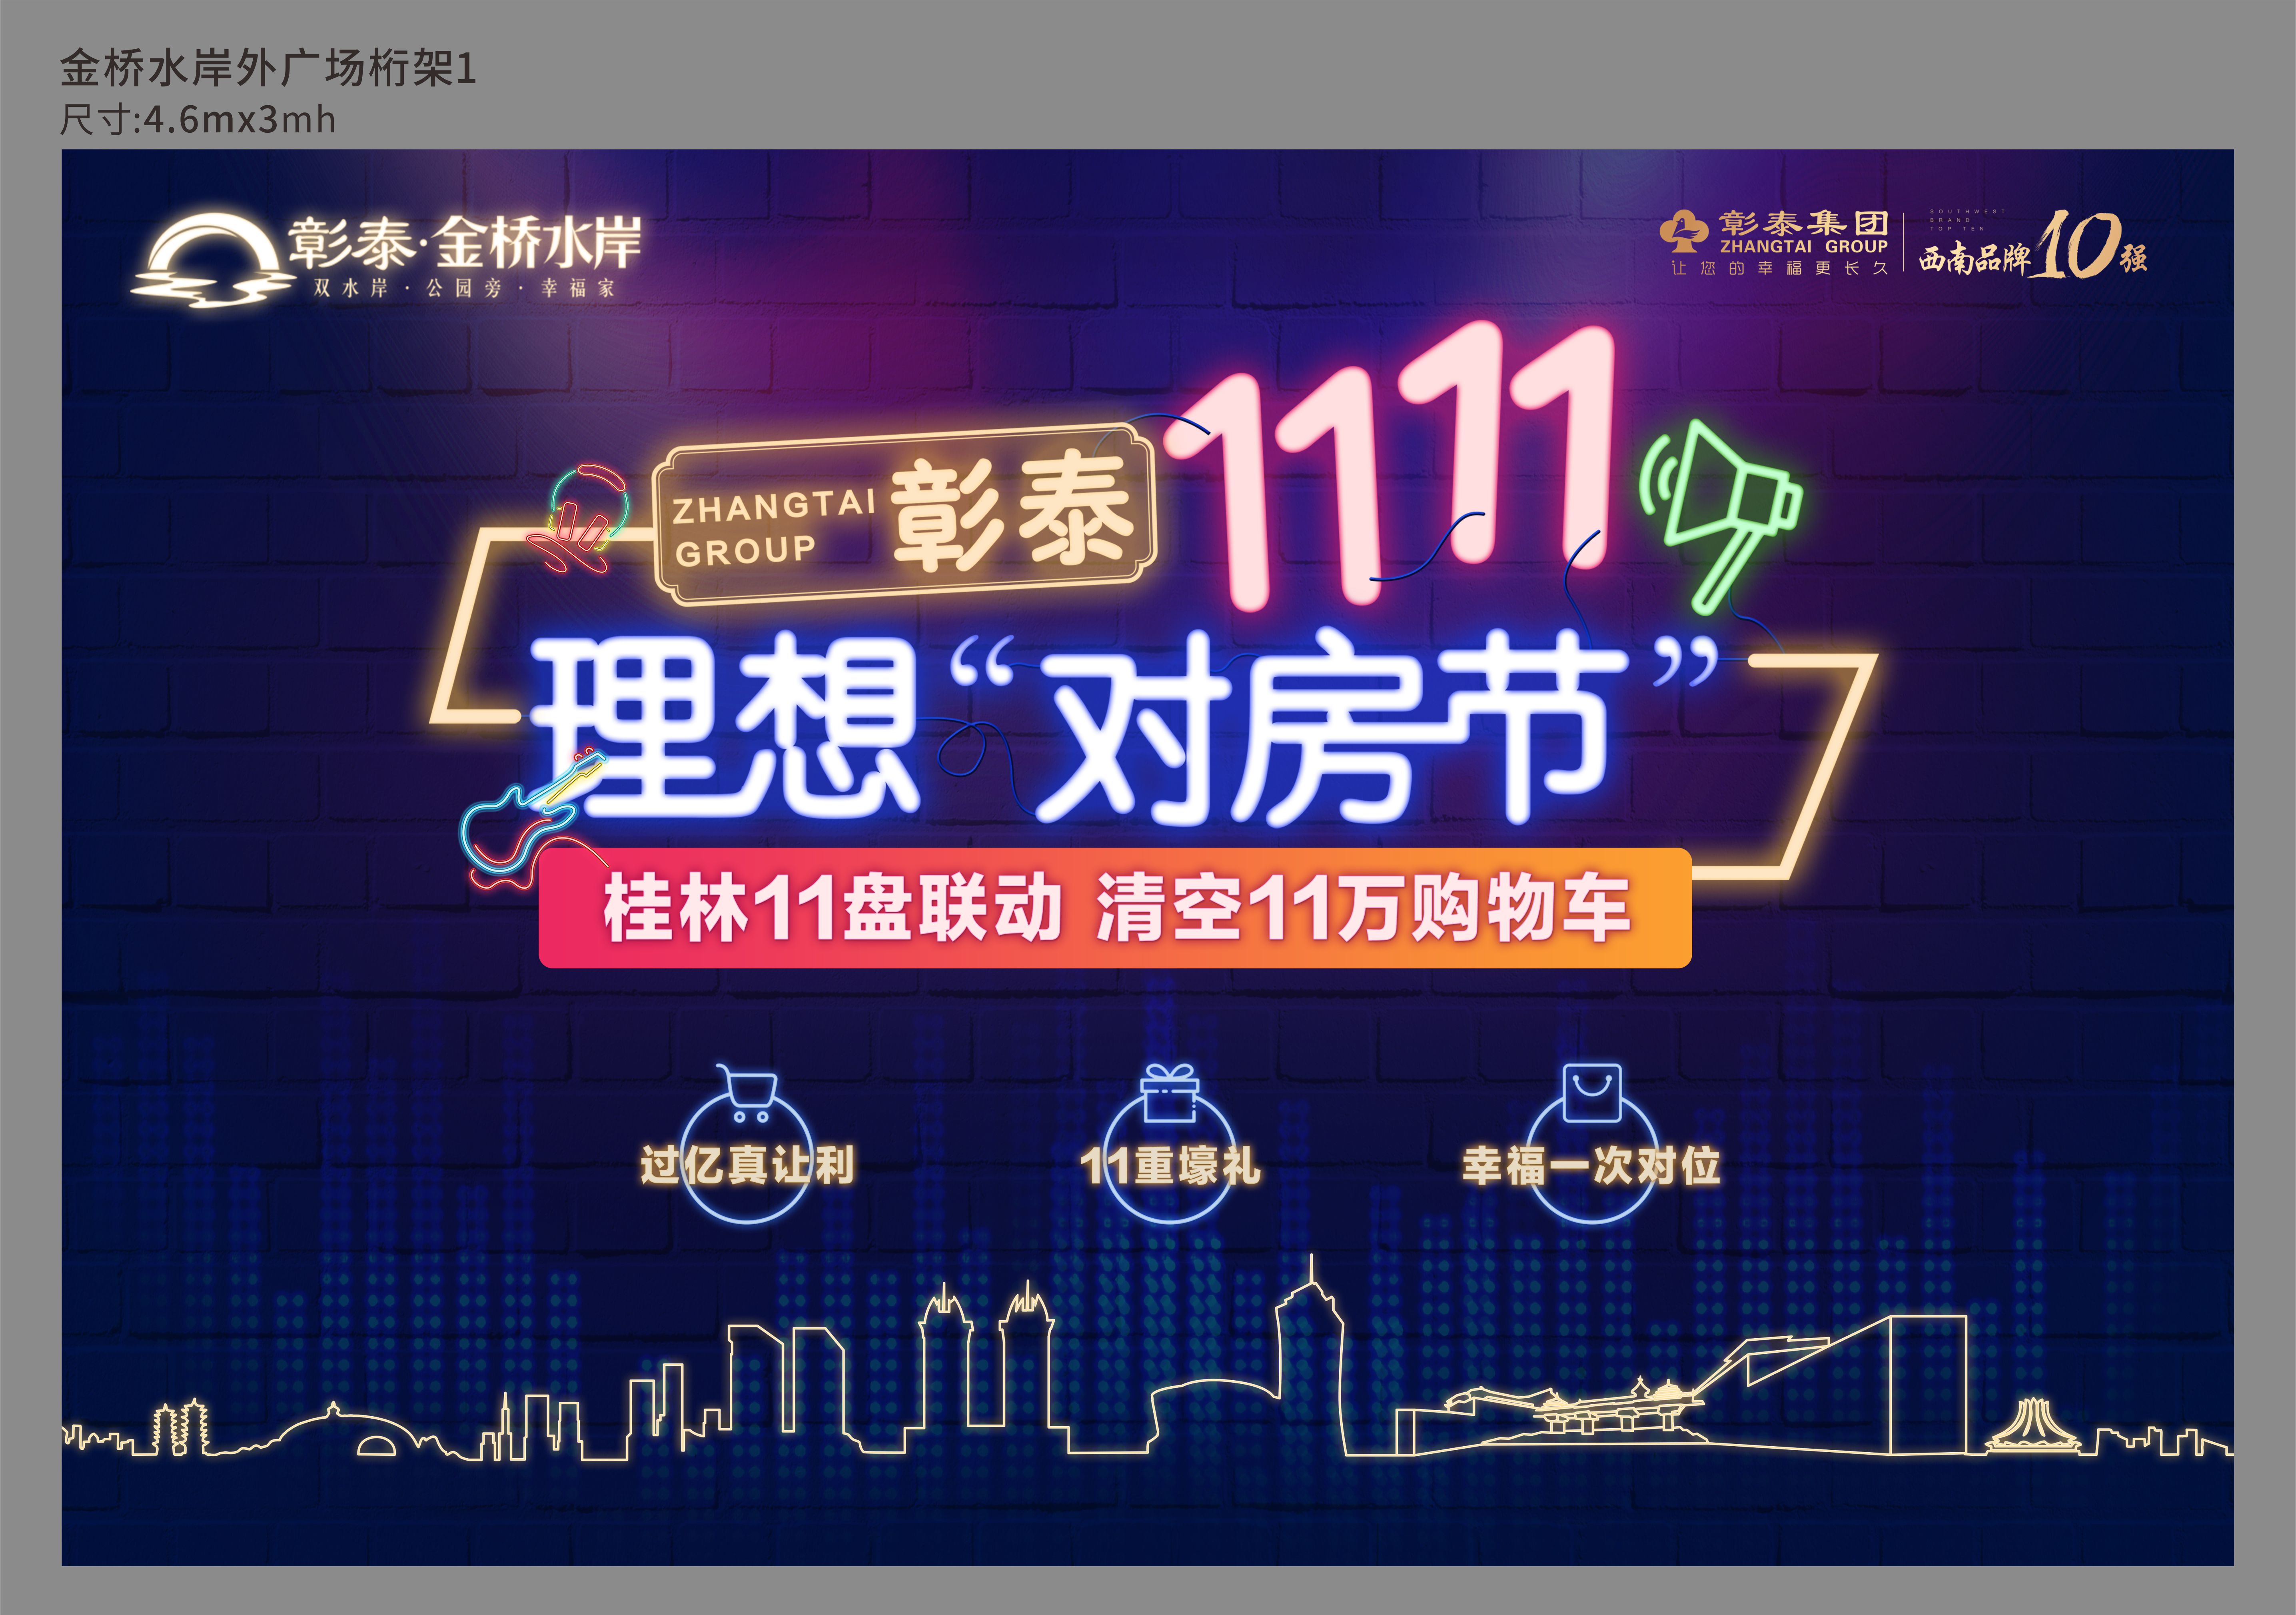 金桥水岸外广场桁架1
尺寸:4.6mx3mh
彰泰·金桥水岸
双水岸·公园旁·幸福家
彰泰集团
ZHANGTAI GROUP
让您的幸福更长久
SOUTHWEST
BRAND
TOP TEN
西南品牌10强
ZHANGTAI
GROUP
彰泰
1111
理想“对房节”
桂林11盘联动 清空11万购物车
过亿真让利
11重壕礼
幸福一次对位